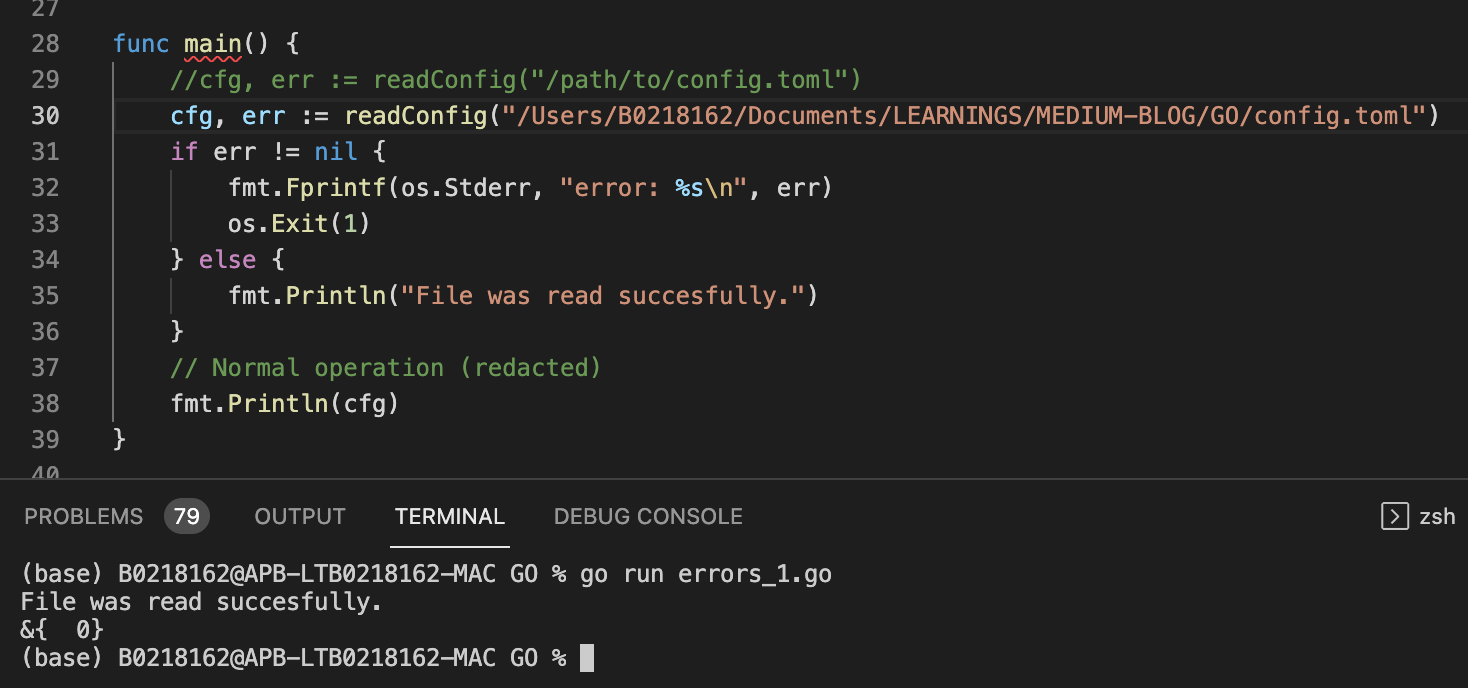 27
28 func main() {
29 //cfg, err := readConfig("/path/to/config.toml")
30 cfg, err := readConfig("/Users/B0218162/Documents/LEARNINGS/MEDIUM-BLOG/GO/config.toml")
31 if err != nil {
32 fmt.Fprintf(os.Stderr, "error: %s\n", err)
33 os.Exit(1)
34 } else {
35 fmt.Println("File was read succesfully.")
36 }
37 // Normal operation (redacted)
38 fmt.Println(cfg)
39 }
40
PROBLEMS 79 OUTPUT TERMINAL DEBUG CONSOLE zsh
(base) B0218162@APB-LTB0218162-MAC GO % go run errors_1.go
File was read succesfully.
&{  0}
(base) B0218162@APB-LTB0218162-MAC GO %